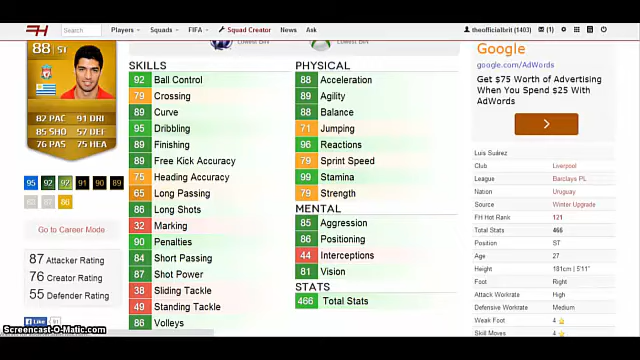 FH
Search
Players
Squads
FIFA
Squad Creator
News
Ask
theofficialbrit (1403)
(1)
88 ST
82 PAC 91 DRI
85 SHO 57 DEF
76 PAS 75 HEA
95 92 92 91 90 89
86
Go to Career Mode
87 Attacker Rating
76 Creator Rating
55 Defender Rating
Like
LOWEST BIN
LOWEST BIN
SKILLS
92 Ball Control
79 Crossing
89 Curve
95 Dribbling
89 Finishing
89 Free Kick Accuracy
75 Heading Accuracy
65 Long Passing
86 Long Shots
32 Marking
90 Penalties
84 Short Passing
87 Shot Power
38 Sliding Tackle
49 Standing Tackle
86 Volleys
PHYSICAL
88 Acceleration
89 Agility
88 Balance
71 Jumping
96 Reactions
79 Sprint Speed
99 Stamina
79 Strength
MENTAL
85 Aggression
86 Positioning
44 Interceptions
81 Vision
STATS
466 Total Stats
Google
google.com/AdWords
Get $75 Worth of Advertising
When You Spend $25 With
AdWords
Luis Suárez
Club Liverpool
League Barclays PL
Nation Uruguay
Source Winter Upgrade
FH Hot Rank 121
Total Stats 466
Position ST
Age 27
Height 181cm | 5'11"
Foot Right
Attack Workrate High
Defensive Workrate Medium
Weak Foot 4
Skill Moves 4
Screencast-O-Matic.com